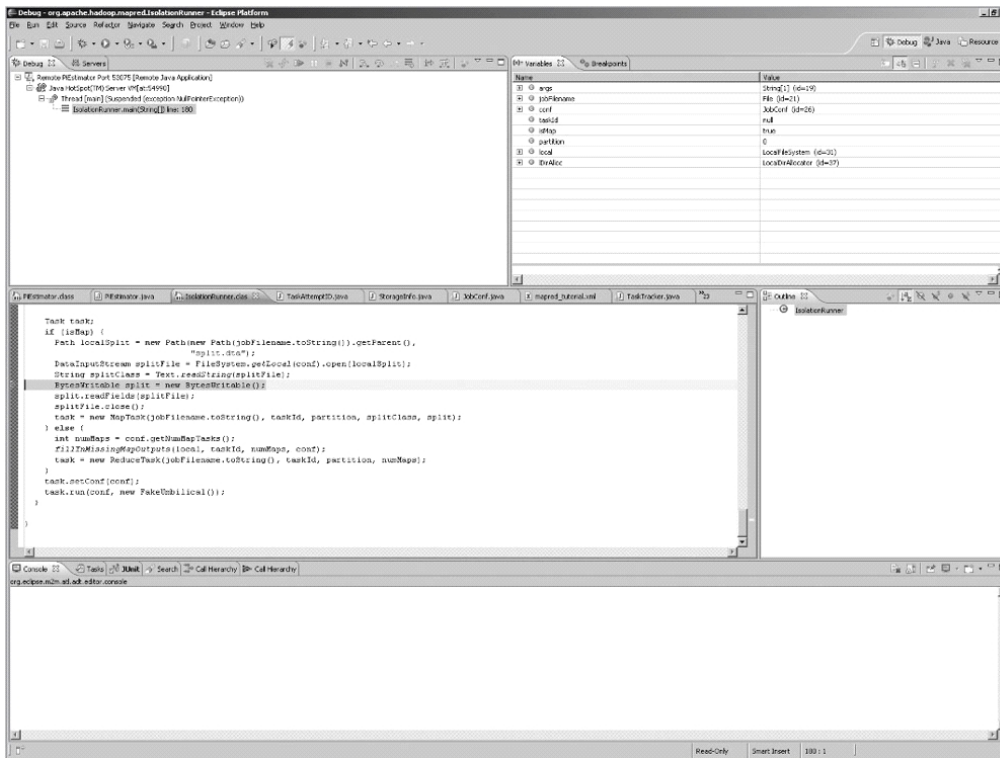 Debug - org.apache.hadoop.mapred.IsolationRunner - Eclipse Platform
File Edit Source Refactor Navigate Search Project Window Help
Debug Java Resource
Debug Servers
Remote PiEstimator Port 53075 [Remote Java Application]
Java HotSpot(TM) Server VM[at:54990]
Thread [main] (Suspended (exception NullPointerException))
IsolationRunner.main(String[]) line: 180
Variables Breakpoints
Name Value
args String[1] (id=19)
jobFilename File (id=21)
conf JobConf (id=26)
taskId null
isMap true
partition 0
local LocalFileSystem (id=31)
lDirAlloc LocalDirAllocator (id=37)
PiEstimator.class PiEstimator.java IsolationRunner.class TaskAttemptID.java StorageInfo.java JobConf.java mapred_tutorial.xml TaskTracker.java
Outline
IsolationRunner
Task task;
if (isMap) {
Path localSplit = new Path(new Path(jobFilename.toString()).getParent(),
"split.dta");
DataInputStream splitFile = FileSystem.getLocal(conf).open(localSplit);
String splitClass = Text.readString(splitFile);
BytesWritable split = new BytesWritable();
split.readFields(splitFile);
splitFile.close();
task = new MapTask(jobFilename.toString(), taskId, partition, splitClass, split);
} else {
int numMaps = conf.getNumMapTasks();
fillInMissingMapOutputs(local, taskId, numMaps, conf);
task = new ReduceTask(jobFilename.toString(), taskId, partition, numMaps);
}
task.setConf(conf);
task.run(conf, new FakeUmbilical());
}
}
Console Tasks JUnit Search Call Hierarchy Call Hierarchy
org.eclipse.m2m.atl.adt.editor.console
Read-Only Smart Insert 180 : 1